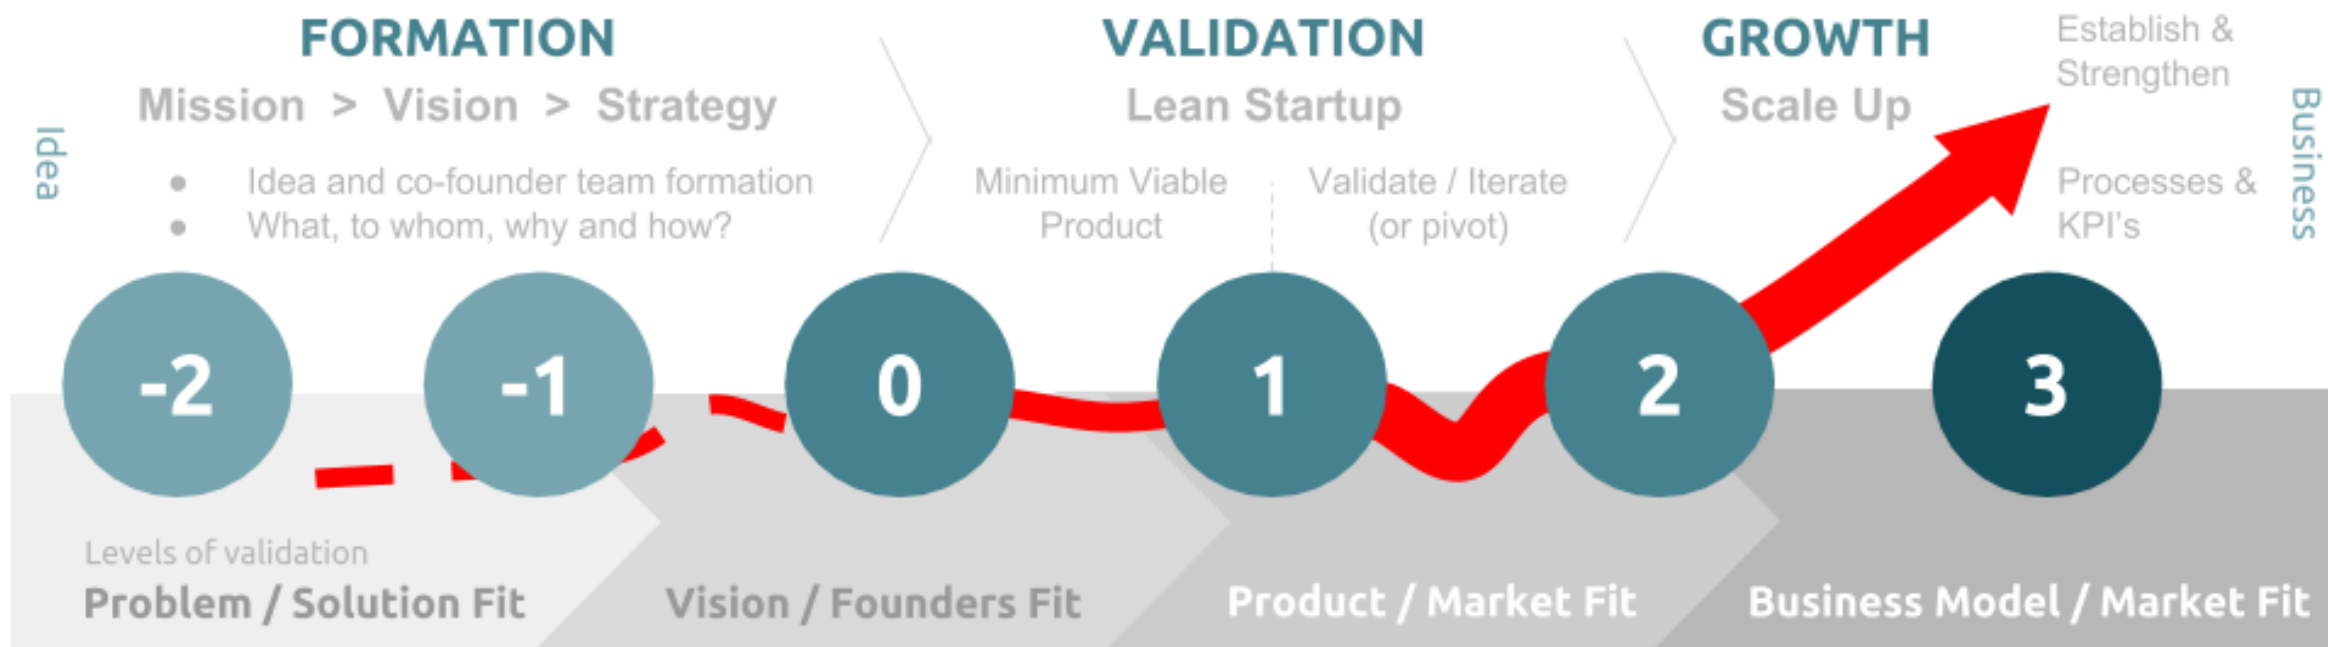 Idea
FORMATION
Mission > Vision > Strategy
● Idea and co-founder team formation
● What, to whom, why and how?
VALIDATION
Lean Startup
Minimum Viable
Product
Validate / Iterate
(or pivot)
GROWTH
Scale Up
Establish &
Strengthen
Processes &
KPI's
Business
-2
-1
0
1
2
3
Levels of validation
Problem / Solution Fit
Vision / Founders Fit
Product / Market Fit
Business Model / Market Fit